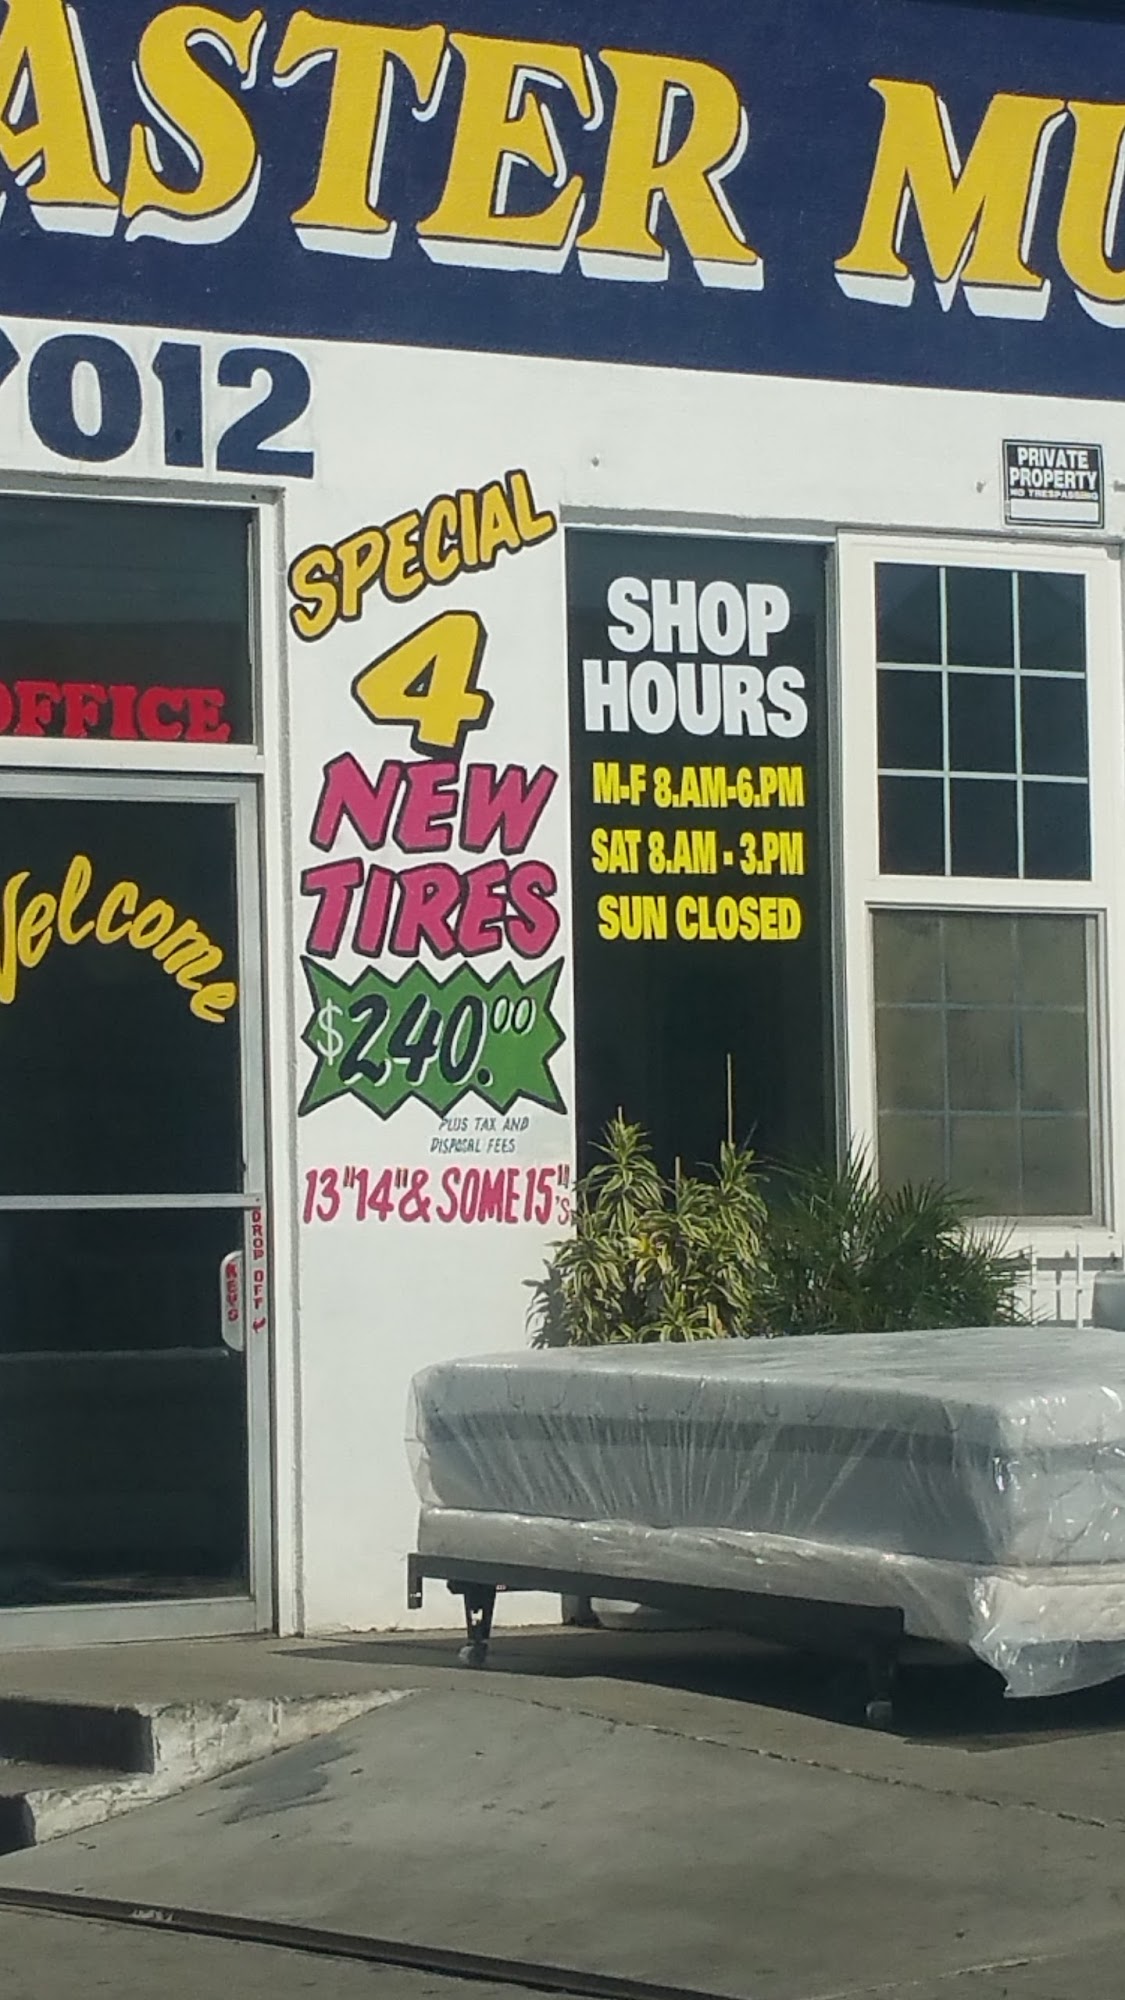 ASTER MU
012
PRIVATE
PROPERTY
NO TRESPASSING
OFFICE
Welcome
SPECIAL
4
NEW
TIRES
$240.00
PLUS TAX AND
DISPOSAL FEES
13"14"& SOME 15"'s
SHOP
HOURS
M-F 8.AM-6.PM
SAT 8.AM - 3.PM
SUN CLOSED
KEYS
DROP OFF